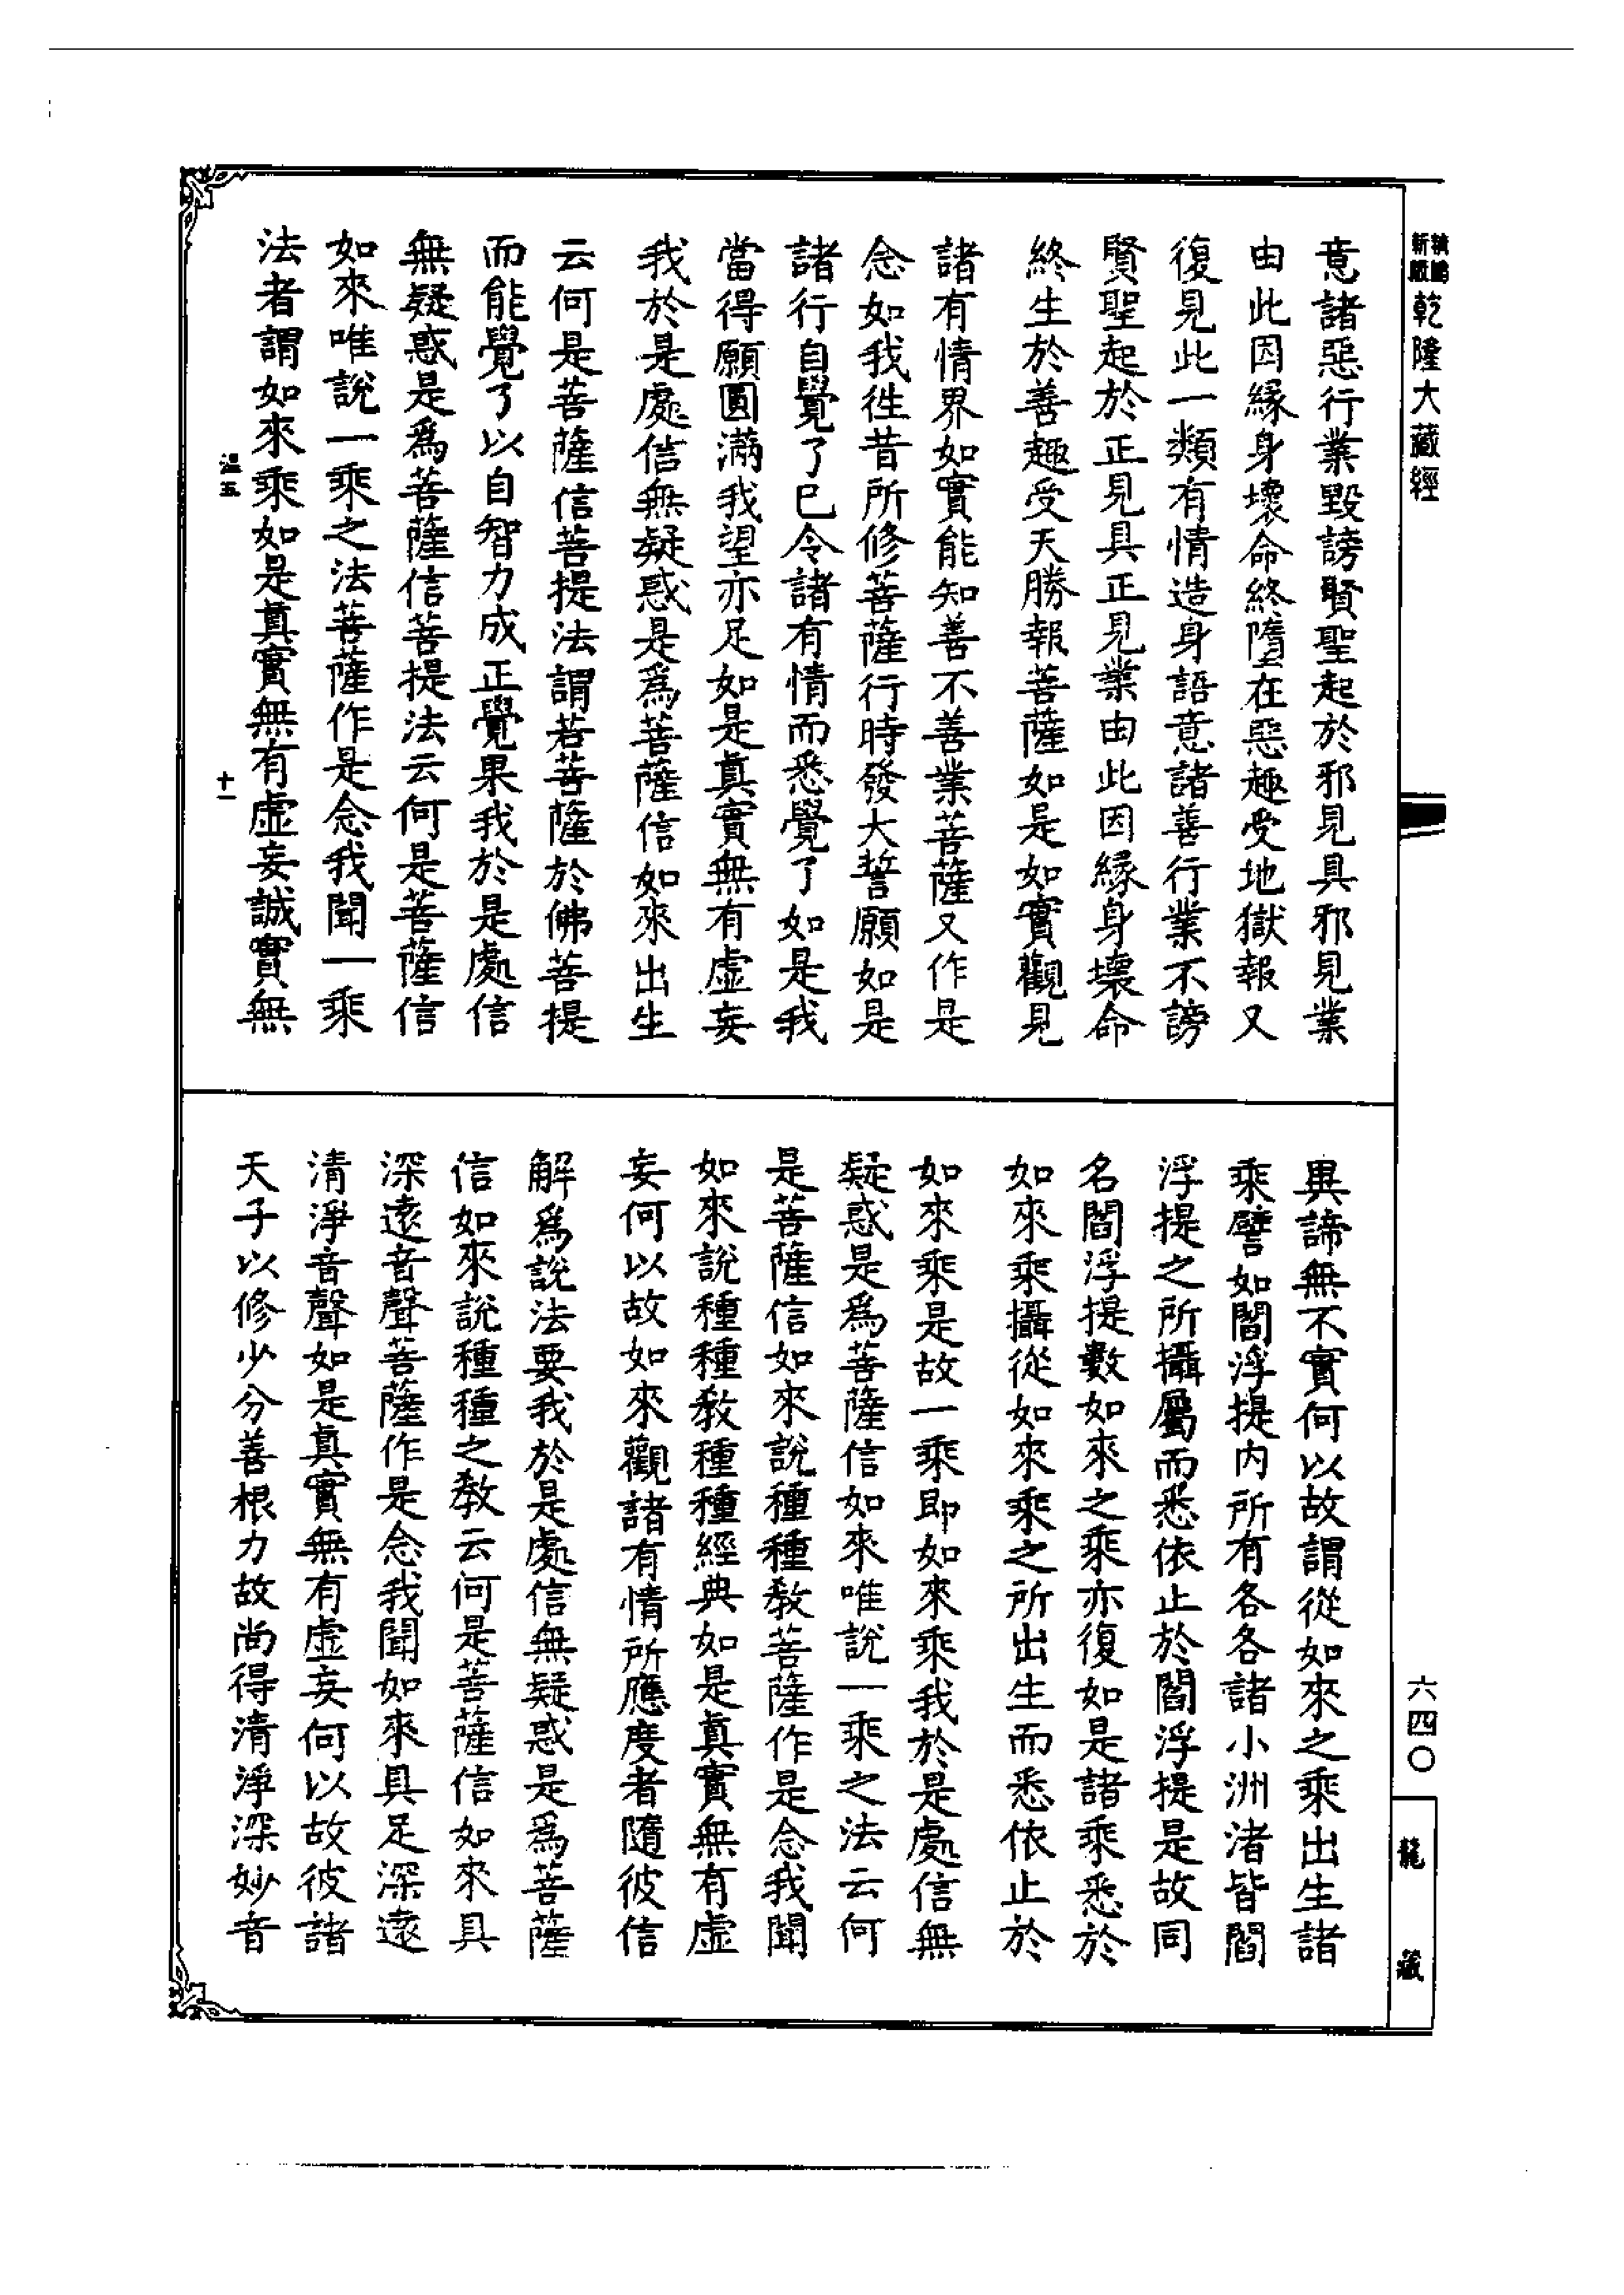 乾隆大藏經
意諸惡行業毀謗賢聖起於邪見具邪見業
由此因緣身壞命終墮在惡趣受地獄報又
復見此一類有情造身語意諸善行業不謗
賢聖起於正見具正見業由此因緣身壞命
終生於善趣受天勝報菩薩如是如實觀見
諸有情界如實能知善不善業菩薩又作是
念如我徃昔所修菩薩行時發大誓願如是
諸行自覺了已令諸有情而悉覺了如是我
當得願圓滿我望亦足如是真實無有虛妄
我於是處信無疑惑是爲菩薩信如來出生
云何是菩薩信菩提法謂若菩薩於佛菩提
而能覺了以自智力成正覺果我於是處信
無疑惑是爲菩薩信菩提法云何是菩薩信
如來唯說一乘之法菩薩作是念我聞一乘
法者謂如來乘如是真實無有虛妄誠實無
溫五
十一
異諦無不實何以故謂從如來之乘出生諸
乘譬如閻浮提內所有各各諸小洲渚皆閻
浮提之所攝屬而悉依止於閻浮提是故同
名閻浮提數如來之乘亦復如是諸乘悉於
如來乘攝從如來乘之所出生而悉依止於
如來乘是故一乘即如來乘我於是處信無
疑惑是爲菩薩信如來唯說一乘之法云何
是菩薩信如來說種種教菩薩作是念我聞
如來說種種教種種經典如是真實無有虛
妄何以故如來觀諸有情所應度者隨彼信
解爲說法要我於是處信無疑惑是爲菩薩
信如來說種種之教云何是菩薩信如來具
深遠音聲菩薩作是念我聞如來具足深遠
清淨音聲如是真實無有虛妄何以故彼諸
天子以修少分善根力故尚得清淨深妙音
六四〇
龍藏